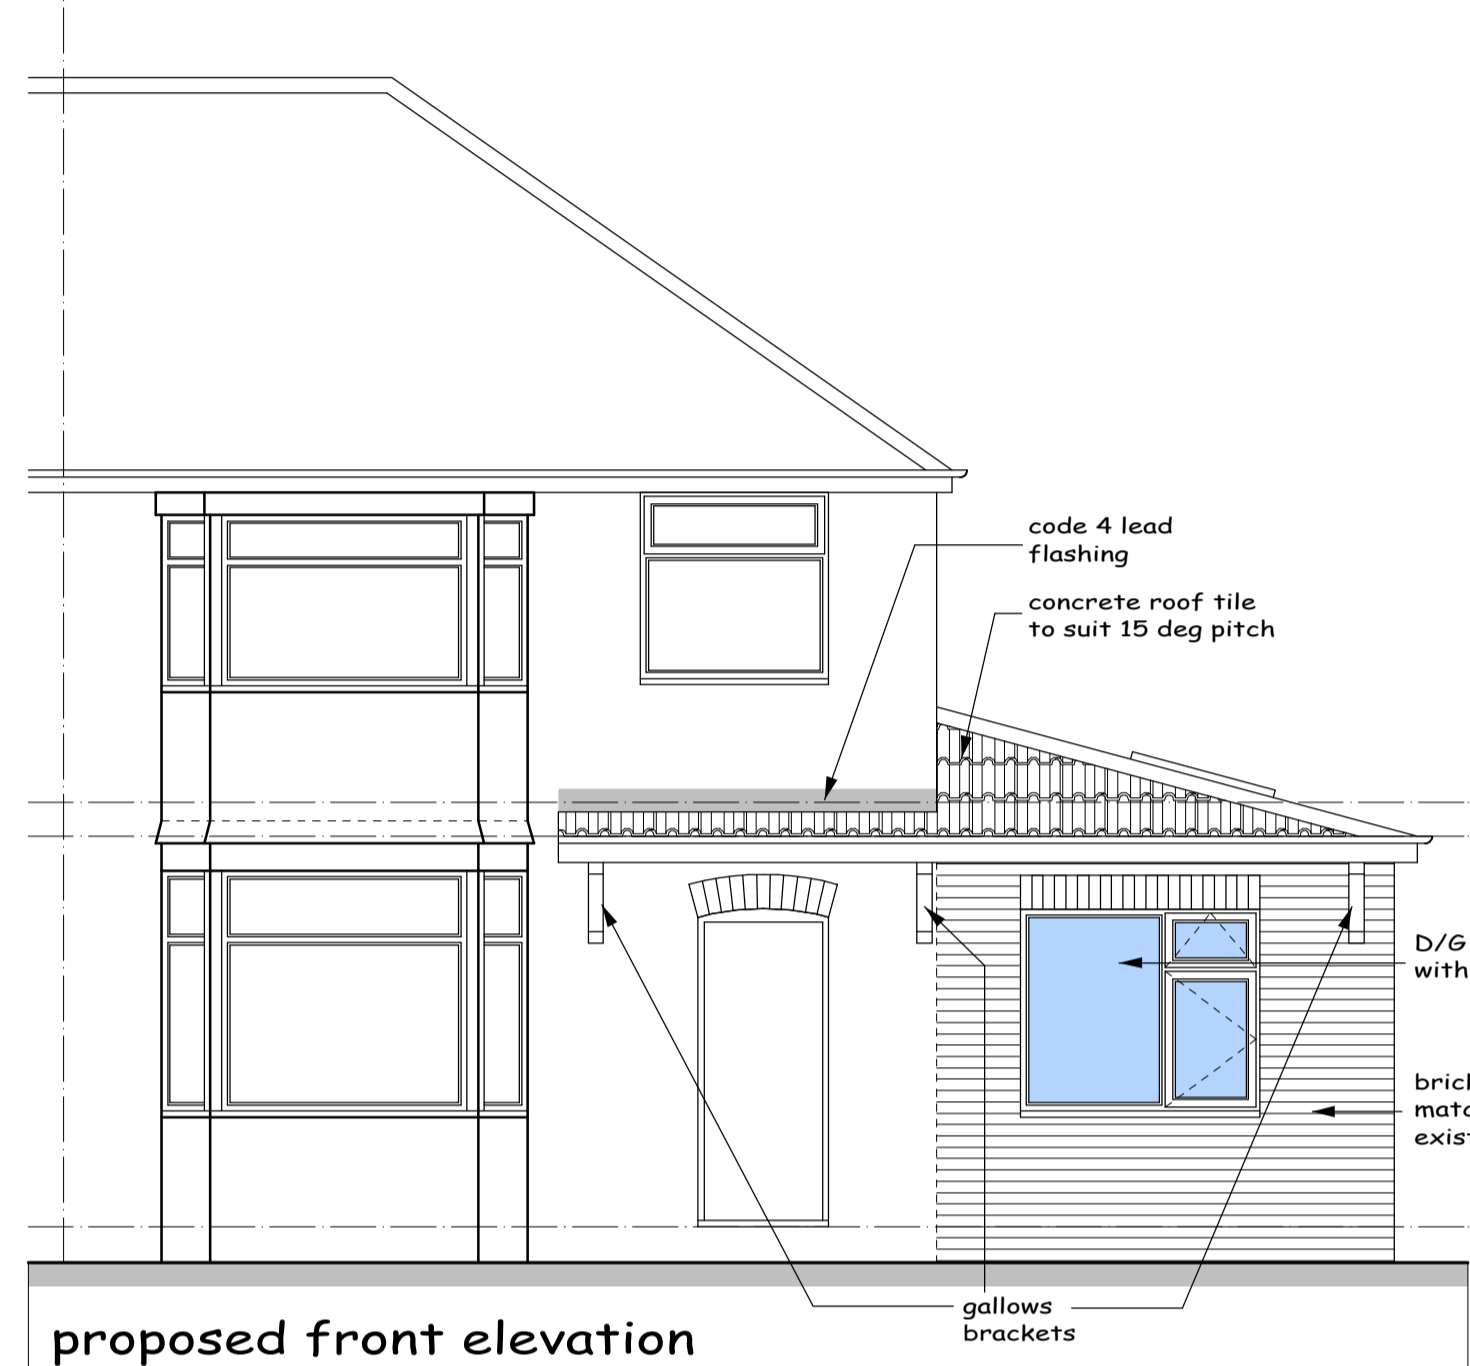 code 4 lead
flashing
concrete roof tile
to suit 15 deg pitch
D/G
with
gallows
brackets
proposed front elevation